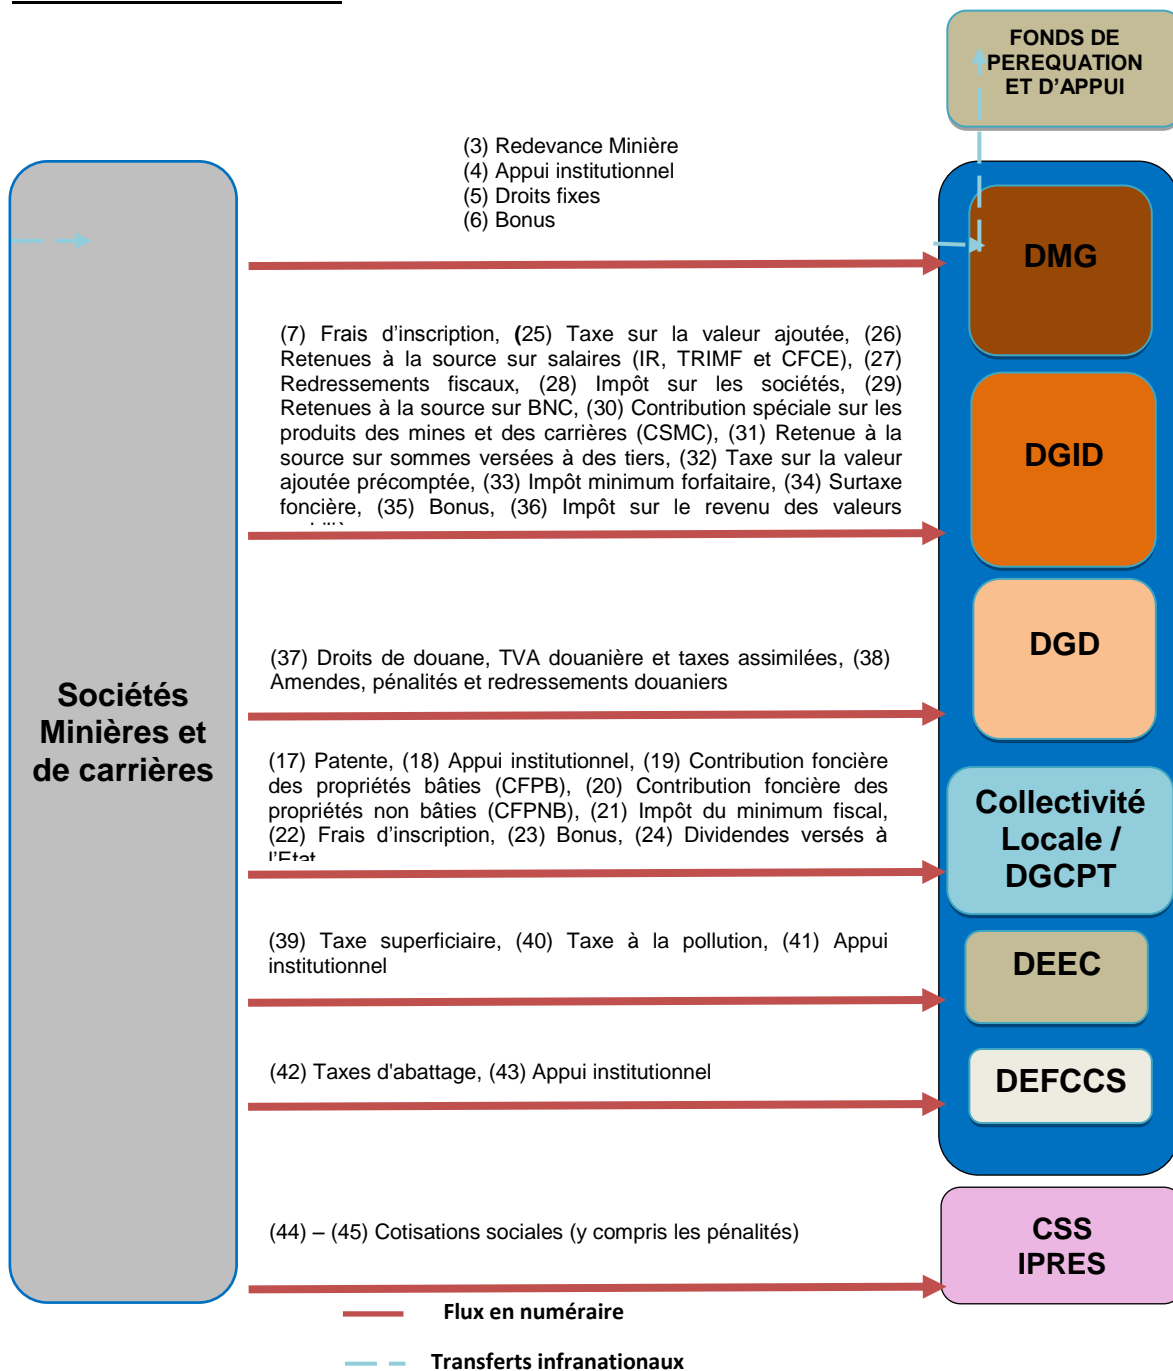 FONDS DE
PEREQUATION
ET D'APPUI
(3) Redevance Minière
(4) Appui institutionnel
(5) Droits fixes
(6) Bonus
DMG
(7) Frais d'inscription, (25) Taxe sur la valeur ajoutée, (26)
Retenues à la source sur salaires (IR, TRIMF et CFCE), (27)
Redressements fiscaux, (28) Impôt sur les sociétés, (29)
Retenues à la source sur BNC, (30) Contribution spéciale sur les
produits des mines et des carrières (CSMC), (31) Retenue à la
source sur sommes versées à des tiers, (32) Taxe sur la valeur
ajoutée précomptée, (33) Impôt minimum forfaitaire, (34) Surtaxe
foncière, (35) Bonus, (36) Impôt sur le revenu des valeurs
DGID
Sociétés
Minières et
de carrières
(37) Droits de douane, TVA douanière et taxes assimilées, (38)
Amendes, pénalités et redressements douaniers
DGD
(17) Patente, (18) Appui institutionnel, (19) Contribution foncière
des propriétés bâties (CFPB), (20) Contribution foncière des
propriétés non bâties (CFPNB), (21) Impôt du minimum fiscal,
(22) Frais d'inscription, (23) Bonus, (24) Dividendes versés à
l'Etat
Collectivité
Locale /
DGCPT
(39) Taxe superficiaire, (40) Taxe à la pollution, (41) Appui
institutionnel
DEEC
(42) Taxes d'abattage, (43) Appui institutionnel
DEFCCS
(44) – (45) Cotisations sociales (y compris les pénalités)
CSS
IPRES
Flux en numéraire
Transferts infranationaux